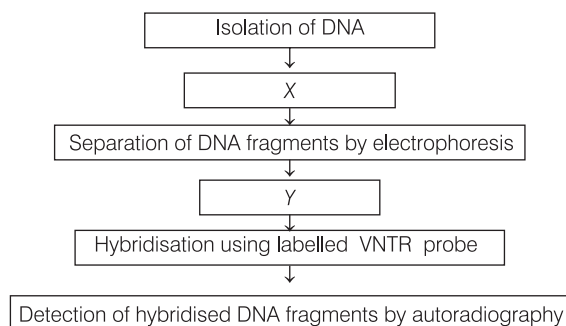 Isolation of DNA
X
Separation of DNA fragments by electrophoresis
Y
Hybridisation using labelled VNTR probe
Detection of hybridised DNA fragments by autoradiography